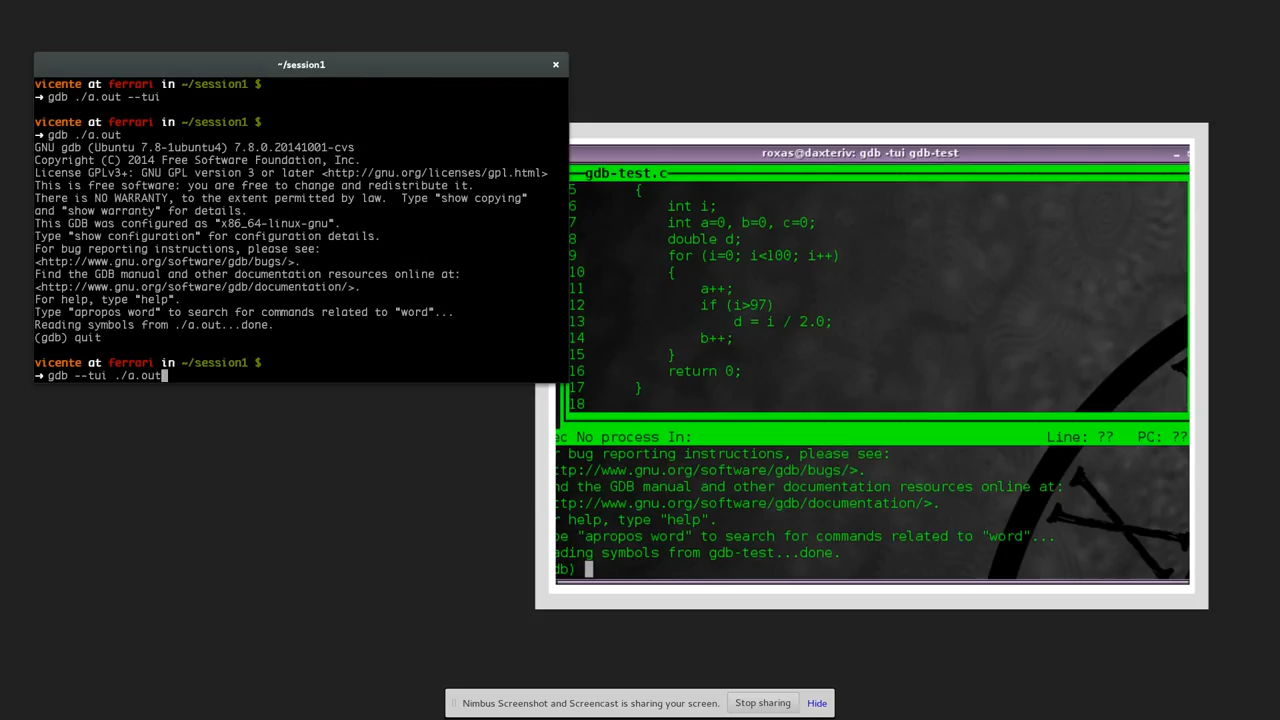 ~/session1
×
vicente at ferrari in ~/session1 $
➜ gdb ./a.out --tui
vicente at ferrari in ~/session1 $
➜ gdb ./a.out
GNU gdb (Ubuntu 7.8-1ubuntu4) 7.8.0.20141001-cvs
Copyright (C) 2014 Free Software Foundation, Inc.
License GPLv3+: GNU GPL version 3 or later <http://gnu.org/licenses/gpl.html>
This is free software: you are free to change and redistribute it.
There is NO WARRANTY, to the extent permitted by law.  Type "show copying"
and "show warranty" for details.
This GDB was configured as "x86_64-linux-gnu".
Type "show configuration" for configuration details.
For bug reporting instructions, please see:
<http://www.gnu.org/software/gdb/bugs/>.
Find the GDB manual and other documentation resources online at:
<http://www.gnu.org/software/gdb/documentation/>.
For help, type "help".
Type "apropos word" to search for commands related to "word"...
Reading symbols from ./a.out...done.
(gdb) quit
vicente at ferrari in ~/session1 $
➜ gdb --tui ./a.out
roxas@daxteriv: gdb -tui gdb-test
gdb-test.c
5 {
6 int i;
7 int a=0, b=0, c=0;
8 double d;
9 for (i=0; i<100; i++)
10 {
11 a++;
12 if (i>97)
13 d = i / 2.0;
14 b++;
15 }
16 return 0;
17 }
18
ec No process In: Line: ?? PC: ??
r bug reporting instructions, please see:
ttp://www.gnu.org/software/gdb/bugs/>.
nd the GDB manual and other documentation resources online at:
ttp://www.gnu.org/software/gdb/documentation/>.
r help, type "help".
pe "apropos word" to search for commands related to "word"...
ading symbols from gdb-test...done.
db)
Nimbus Screenshot and Screencast is sharing your screen. Stop sharing Hide